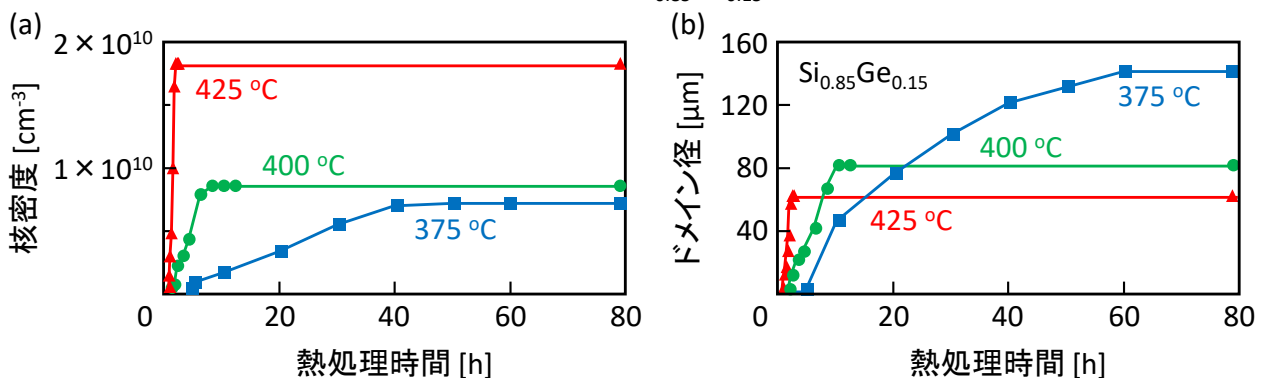 (a)
2 × 10¹⁰
1 × 10¹⁰
核密度 [cm⁻³]
425 °C
400 °C
375 °C
0
20
40
60
80
熱処理時間 [h]
(b)
160
120
80
40
ドメイン径 [μm]
Si₀.₈₅Ge₀.₁₅
375 °C
400 °C
425 °C
0
20
40
60
80
熱処理時間 [h]